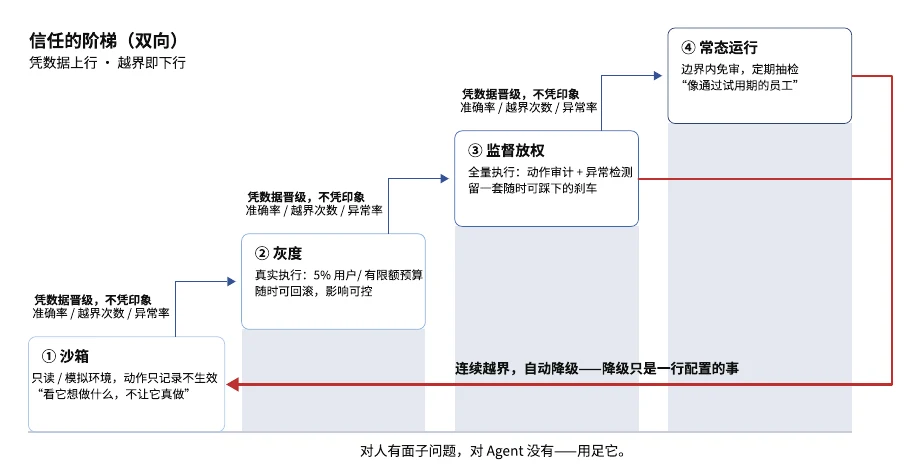 信任的阶梯（双向）
凭数据上行 · 越界即下行
④ 常态运行
边界内免审，定期抽检
“像通过试用期的员工”
凭数据晋级，不凭印象
准确率 / 越界次数 / 异常率
③ 监督放权
全量执行：动作审计 + 异常检测
留一套随时可踩下的刹车
凭数据晋级，不凭印象
准确率 / 越界次数 / 异常率
② 灰度
真实执行：5% 用户/ 有限额预算
随时可回滚，影响可控
凭数据晋级，不凭印象
准确率 / 越界次数 / 异常率
① 沙箱
只读 / 模拟环境，动作只记录不生效
“看它想做什么，不让它真做”
连续越界，自动降级——降级只是一行配置的事
对人有面子问题，对 Agent 没有——用足它。